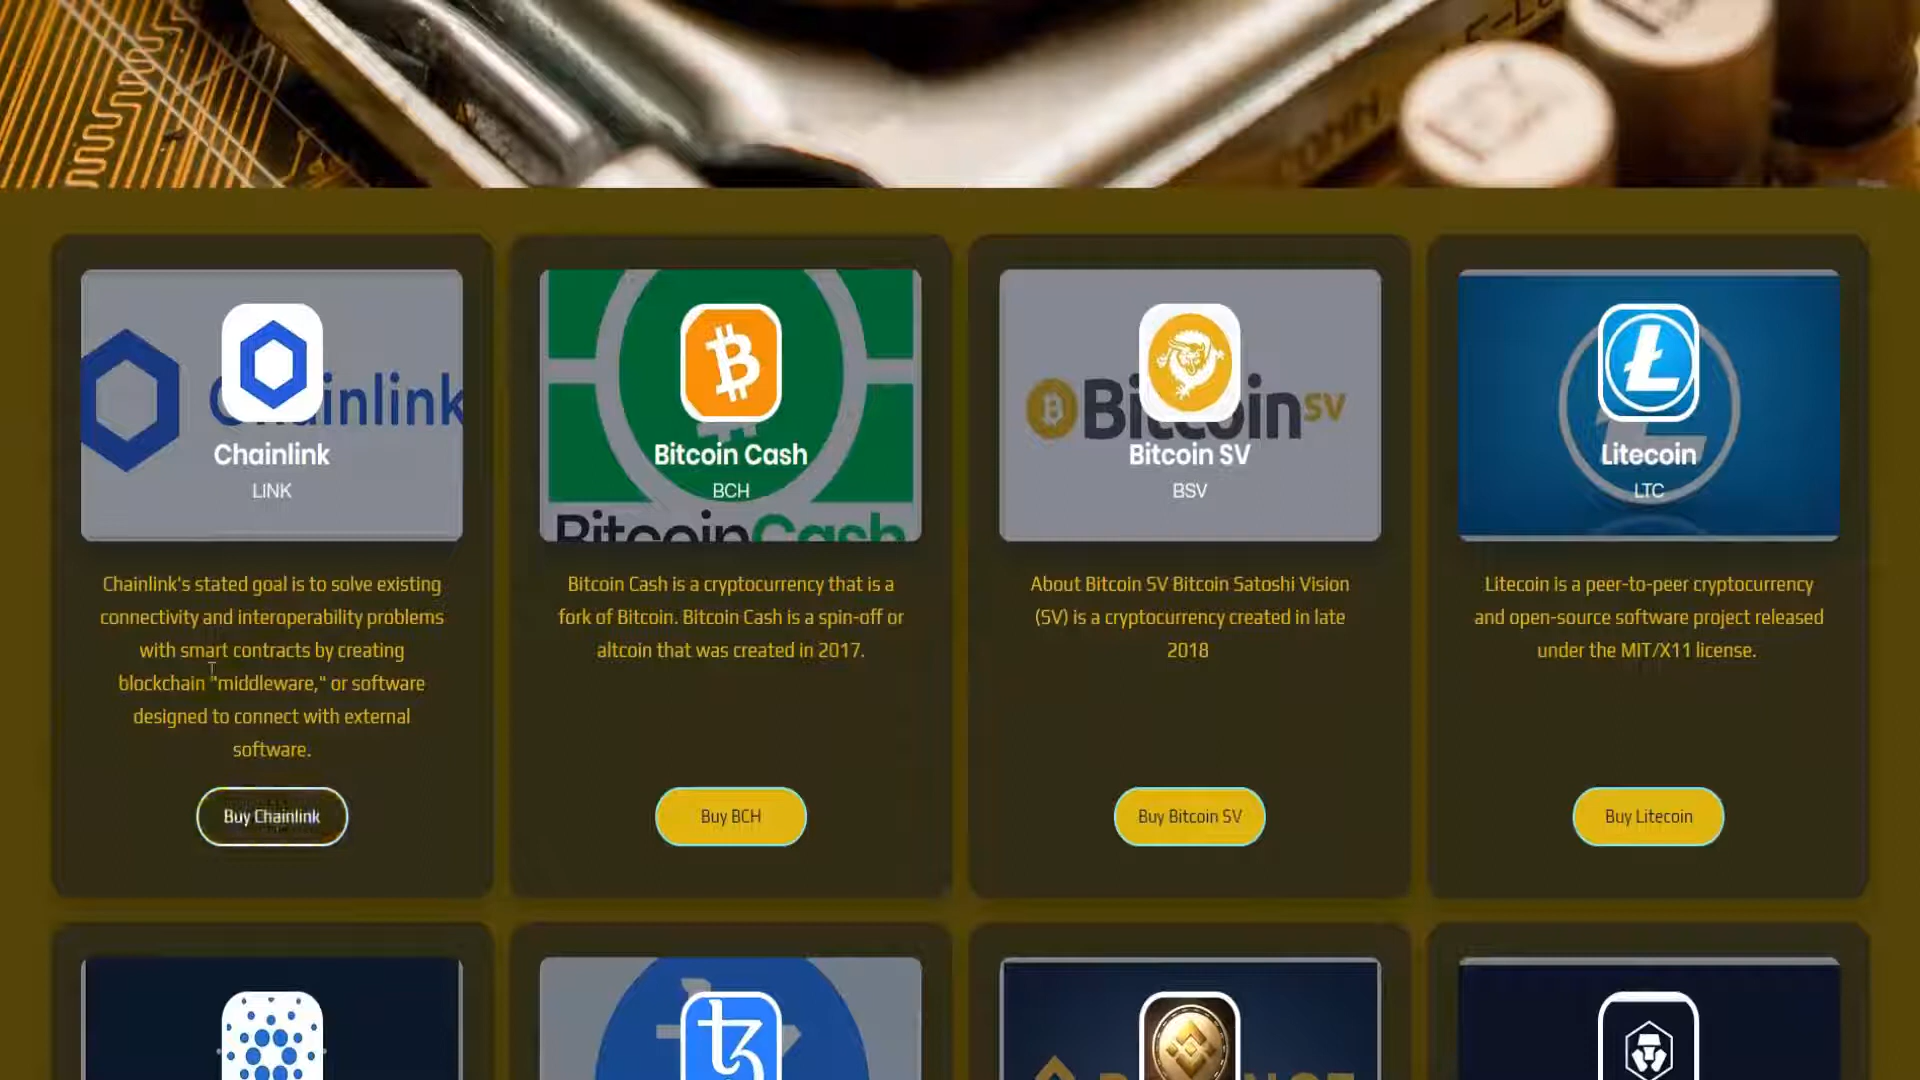 Chainlink
Chainlink
LINK
Chainlink's stated goal is to solve existing
connectivity and interoperability problems
with smart contracts by creating
blockchain "middleware," or software
designed to connect with external
software.
Buy Chainlink
Bitcoin Cash
BCH
BitcoinCash
Bitcoin Cash is a cryptocurrency that is a
fork of Bitcoin. Bitcoin Cash is a spin-off or
altcoin that was created in 2017.
Buy BCH
Bitcoin SV
Bitcoin SV
BSV
About Bitcoin SV Bitcoin Satoshi Vision
(SV) is a cryptocurrency created in late
2018
Buy Bitcoin SV
Litecoin
LTC
Litecoin is a peer-to-peer cryptocurrency
and open-source software project released
under the MIT/X11 license.
Buy Litecoin